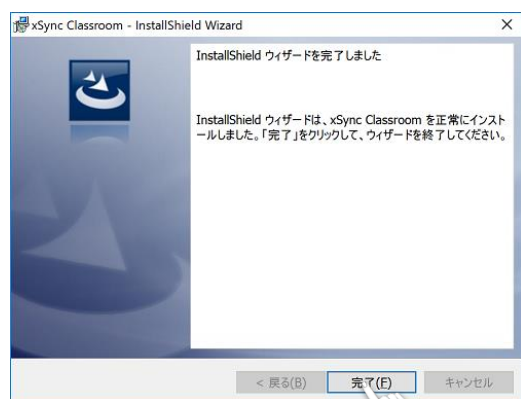 xSync Classroom - InstallShield Wizard
InstallShield ウィザードを完了しました
InstallShield ウィザードは、xSync Classroom を正常にインスト
ールしました。「完了」をクリックして、ウィザードを終了してください。
< 戻る(B) 完了(F) キャンセル